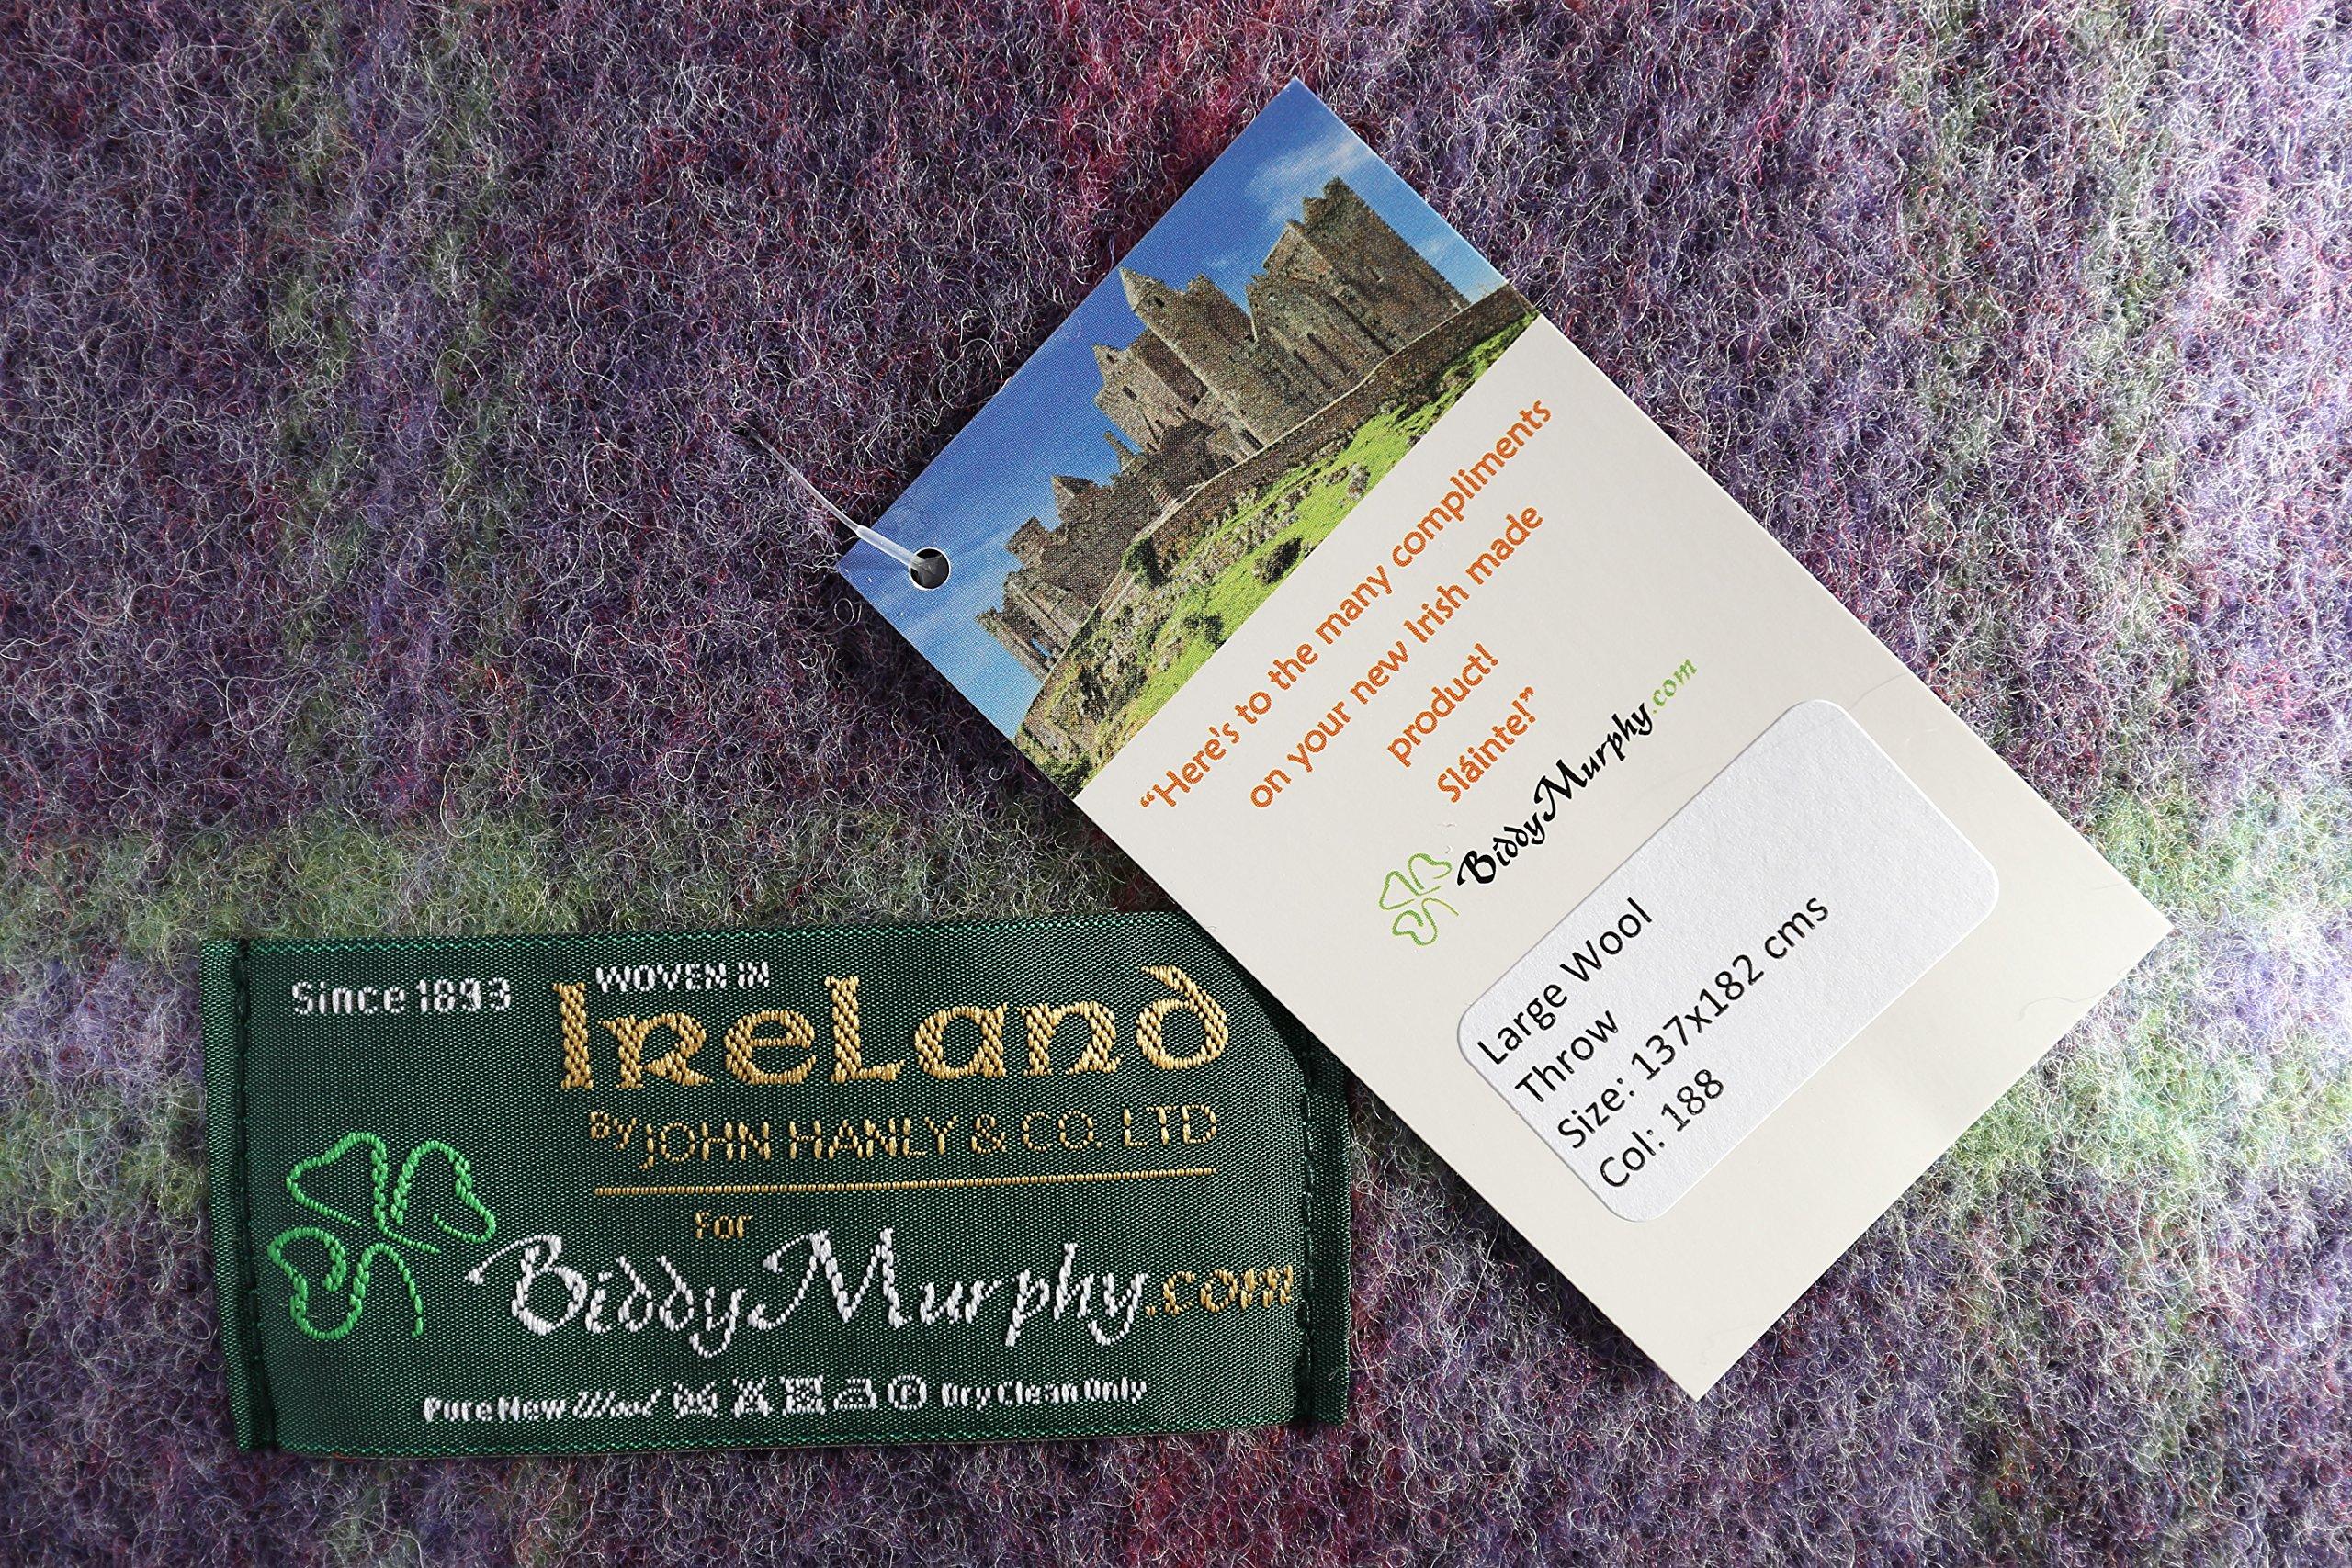 “Here's to the many compliments
on your new Irish made
product!
Sláinte!”
BiddyMurphy.com
Large Wool
Throw
Size: 137x182 cms
Col: 188
Since 1893
WOVEN IN
IreLand
BY JOHN HANLY & CO. LTD
For
BiddyMurphy.com
Pure New Wool P Dry Clean Only